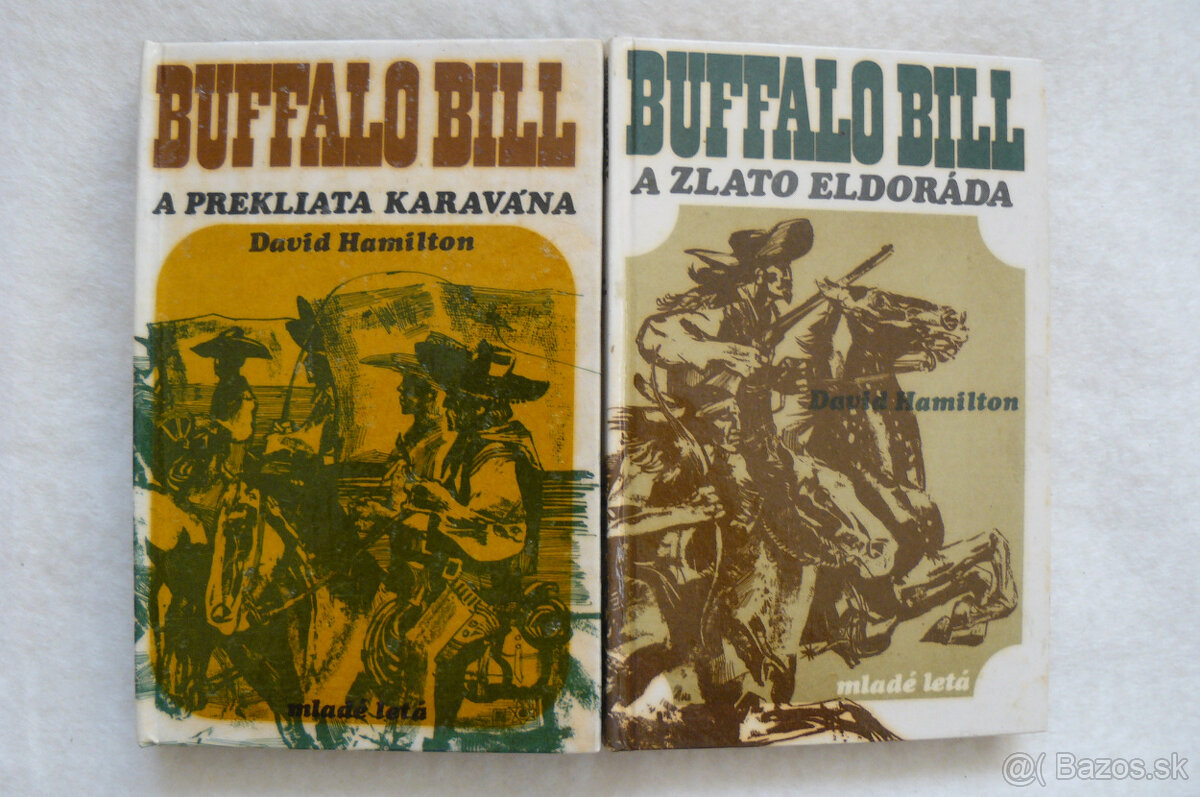 BUFFALO BILL
A PREKLIATA KARAVÁNA
David Hamilton
mladé letá
BUFFALO BILL
A ZLATO ELDORÁDA
David Hamilton
mladé letá
@( Bazos.sk